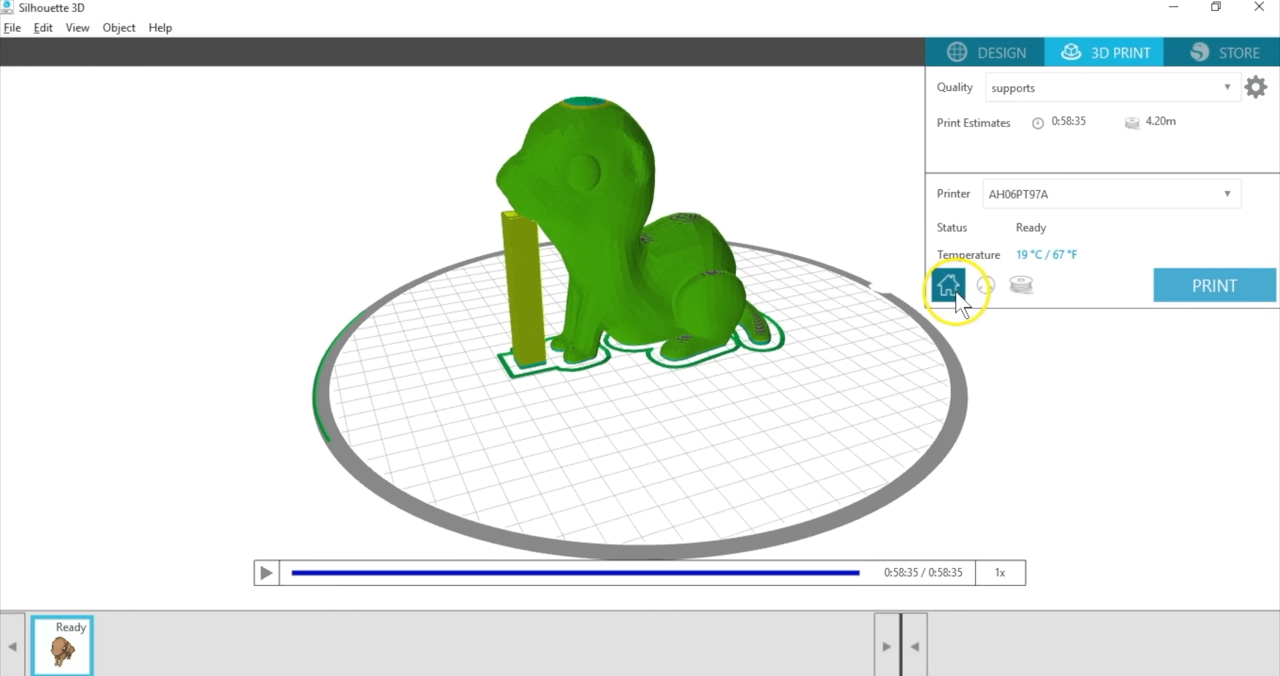 Silhouette 3D
File Edit View Object Help
DESIGN 3D PRINT STORE
Quality supports
Print Estimates 0:58:35 4.20m
Printer AH06PT97A
Status Ready
Temperature 19 °C / 67 °F
PRINT
0:58:35 / 0:58:35 1x
Ready